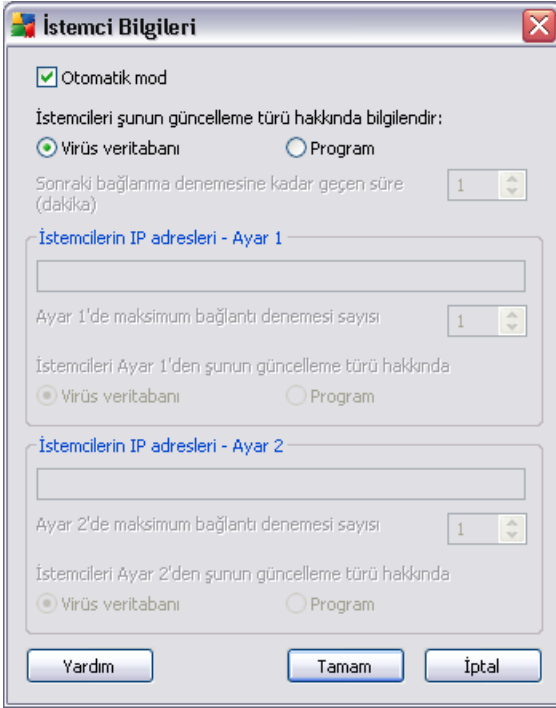 İstemci Bilgileri
Otomatik mod
İstemcileri şunun güncelleme türü hakkında bilgilendir:
Virüs veritabanı Program
Sonraki bağlanma denemesine kadar geçen süre 1
(dakika)
İstemcilerin IP adresleri - Ayar 1
Ayar 1'de maksimum bağlantı denemesi sayısı 1
İstemcileri Ayar 1'den şunun güncelleme türü hakkında
Virüs veritabanı Program
İstemcilerin IP adresleri - Ayar 2
Ayar 2'de maksimum bağlantı denemesi sayısı 1
İstemcileri Ayar 2'den şunun güncelleme türü hakkında
Virüs veritabanı Program
Yardım Tamam İptal